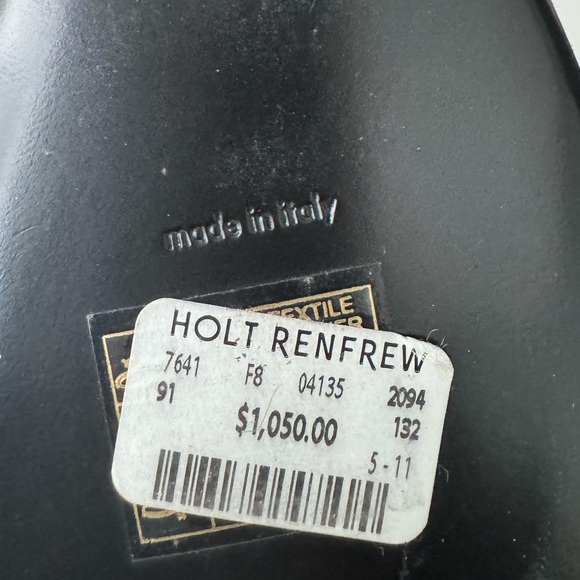 made in Italy
TEXTILE
HOLT RENFREW
7641 F8 04135 2094
91 $1,050.00 132
5-11